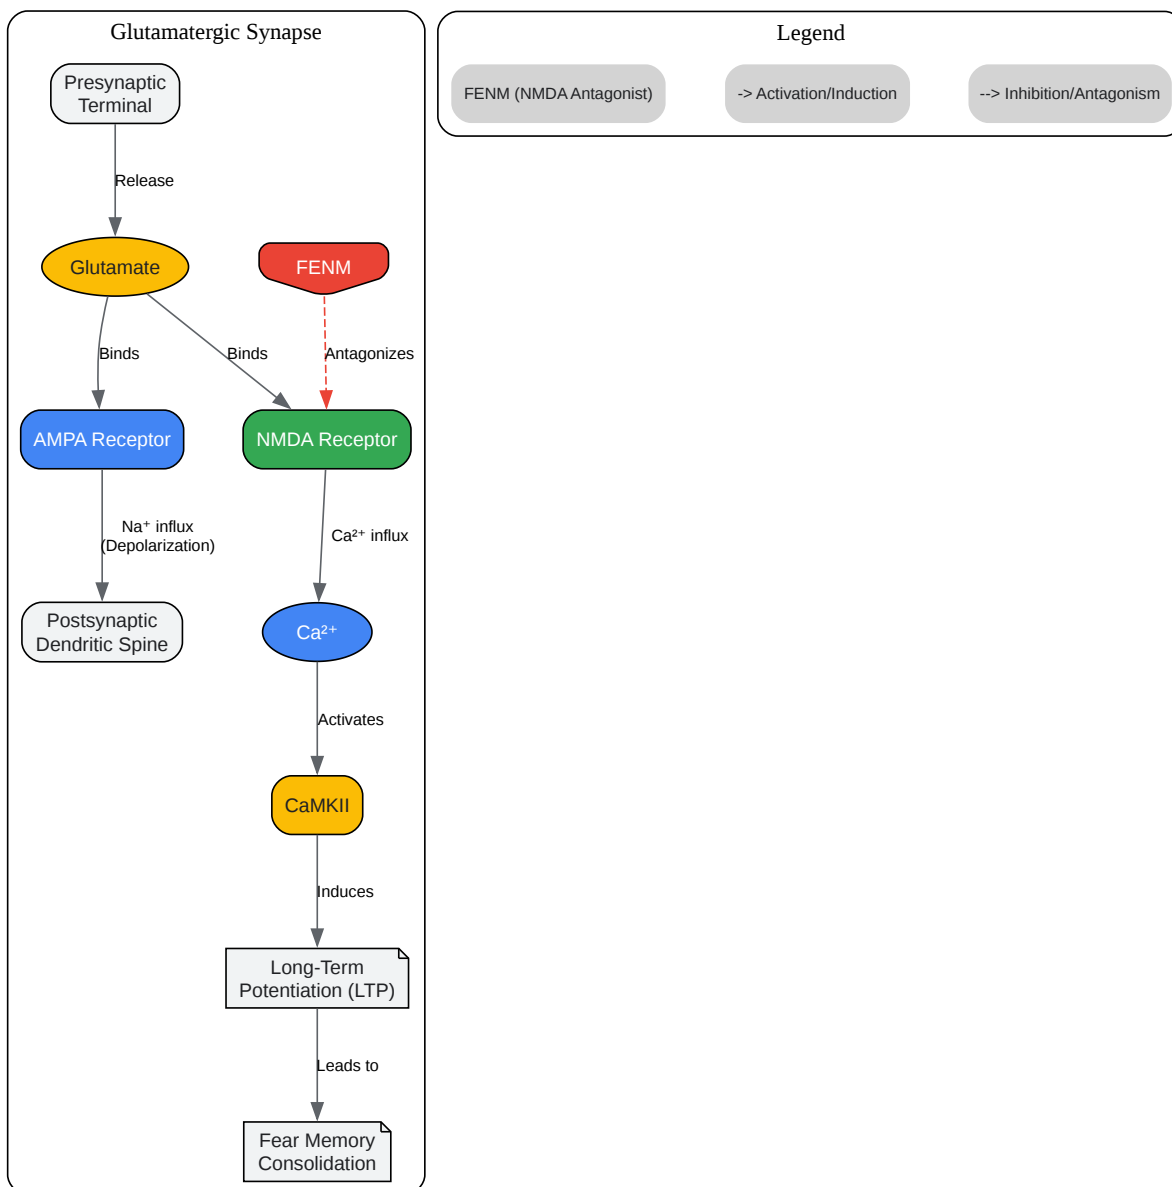 Glutamatergic Synapse
Presynaptic
Terminal
Release
Glutamate
FENM
Binds
Binds
Antagonizes
AMPA Receptor
NMDA Receptor
Na⁺ influx
(Depolarization)
Ca²⁺ influx
Postsynaptic
Dendritic Spine
Ca²⁺
Activates
CaMKII
Induces
Long-Term
Potentiation (LTP)
Leads to
Fear Memory
Consolidation
Legend
FENM (NMDA Antagonist)
-> Activation/Induction
--> Inhibition/Antagonism